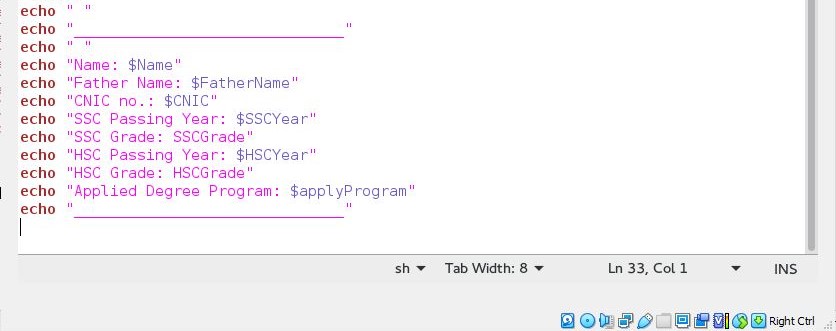 echo " "
echo "______________________________"
echo " "
echo "Name: $Name"
echo "Father Name: $FatherName"
echo "CNIC no.: $CNIC"
echo "SSC Passing Year: $SSCYear"
echo "SSC Grade: SSCGrade"
echo "HSC Passing Year: $HSCYear"
echo "HSC Grade: HSCGrade"
echo "Applied Degree Program: $applyProgram"
echo "______________________________"
sh Tab Width: 8 Ln 33, Col 1 INS
Right Ctrl